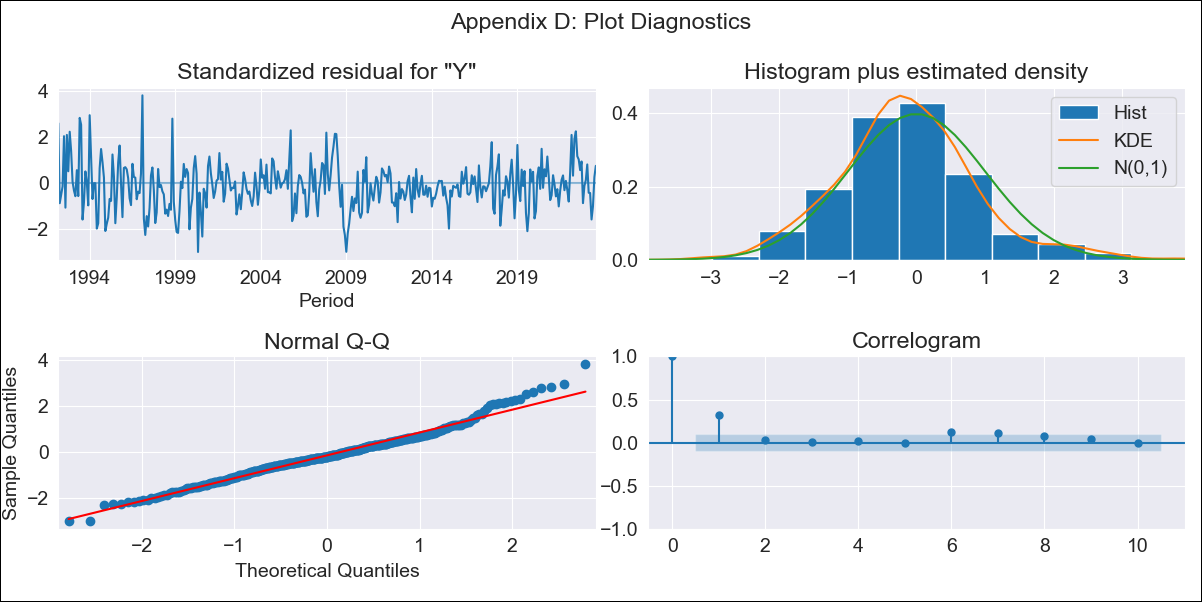 Appendix D: Plot Diagnostics
Standardized residual for "Y"
4
2
0
−2
1994 1999 2004 2009 2014 2019
Period
Histogram plus estimated density
0.4
0.2
0.0
−3 −2 −1 0 1 2 3
Hist
KDE
N(0,1)
Normal Q-Q
Sample Quantiles
4
2
0
−2
−2 −1 0 1 2
Theoretical Quantiles
Correlogram
1.0
0.5
0.0
−0.5
−1.0
0 2 4 6 8 10